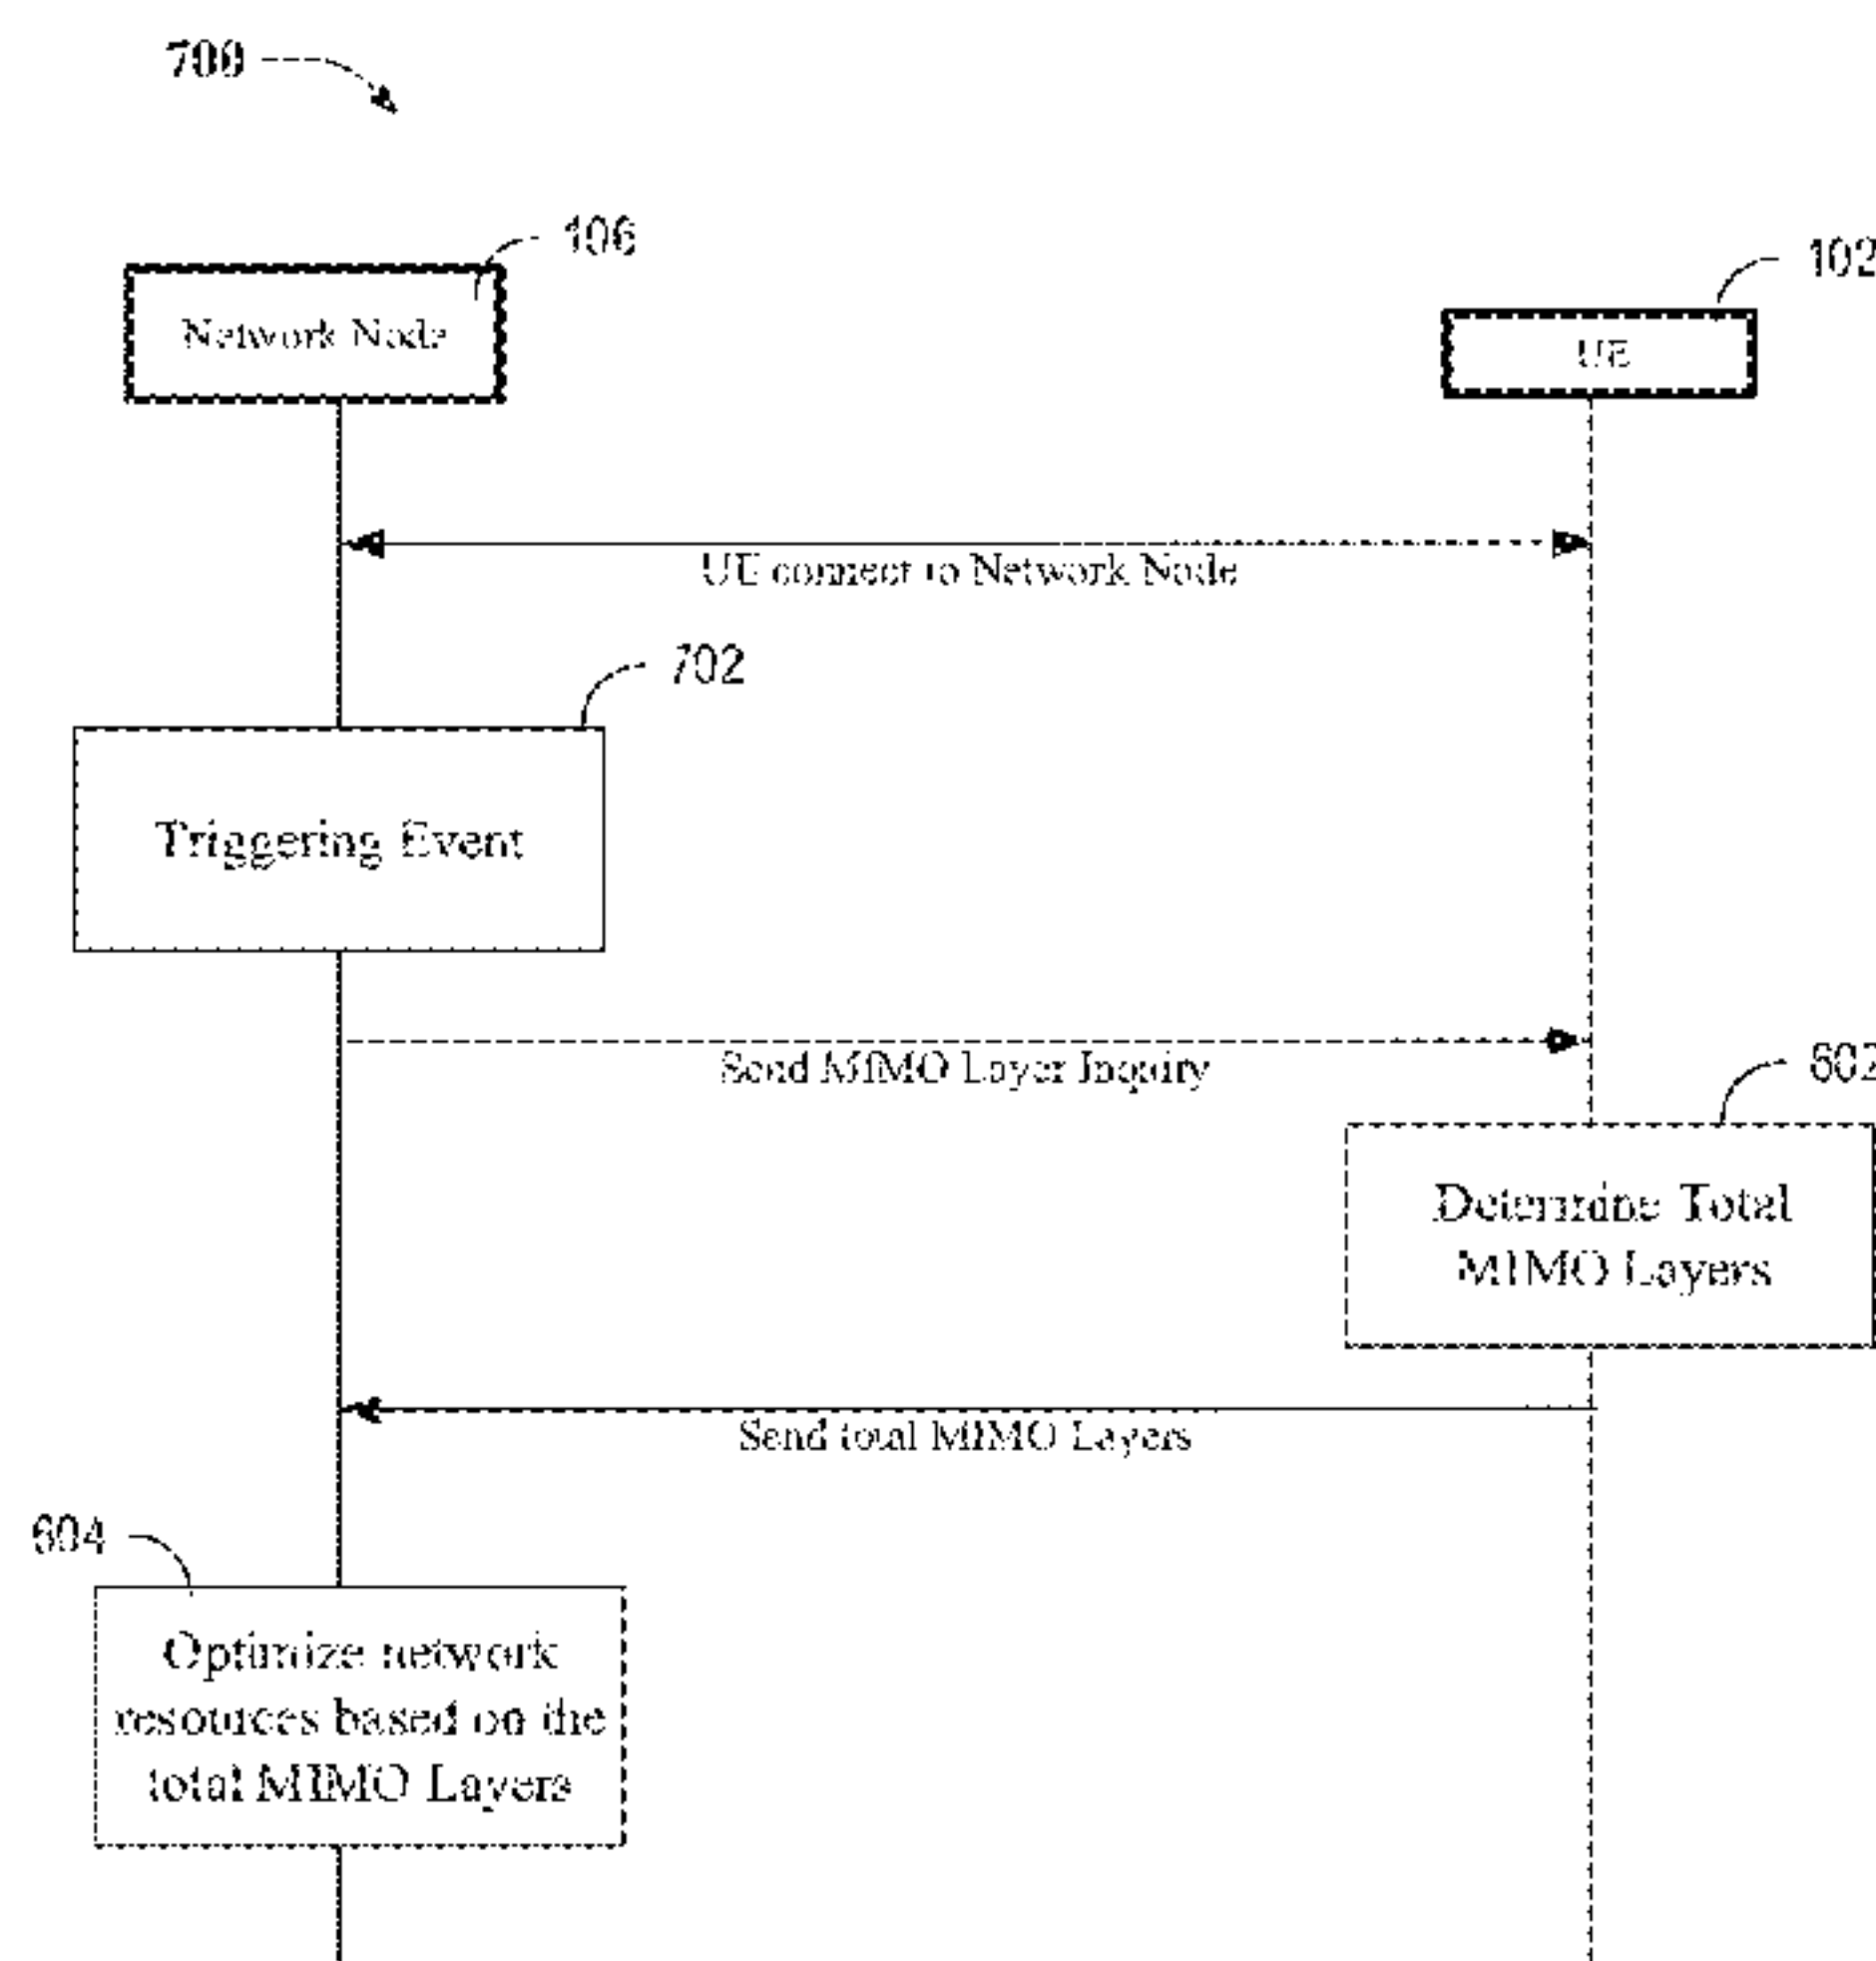 700
106
Network Node
102
UE
UE connect to Network Node
702
Triggering Event
Send MIMO Layer Inquiry
602
Determine Total
MIMO Layers
Send total MIMO Layers
604
Optimize network
resources based on the
total MIMO Layers